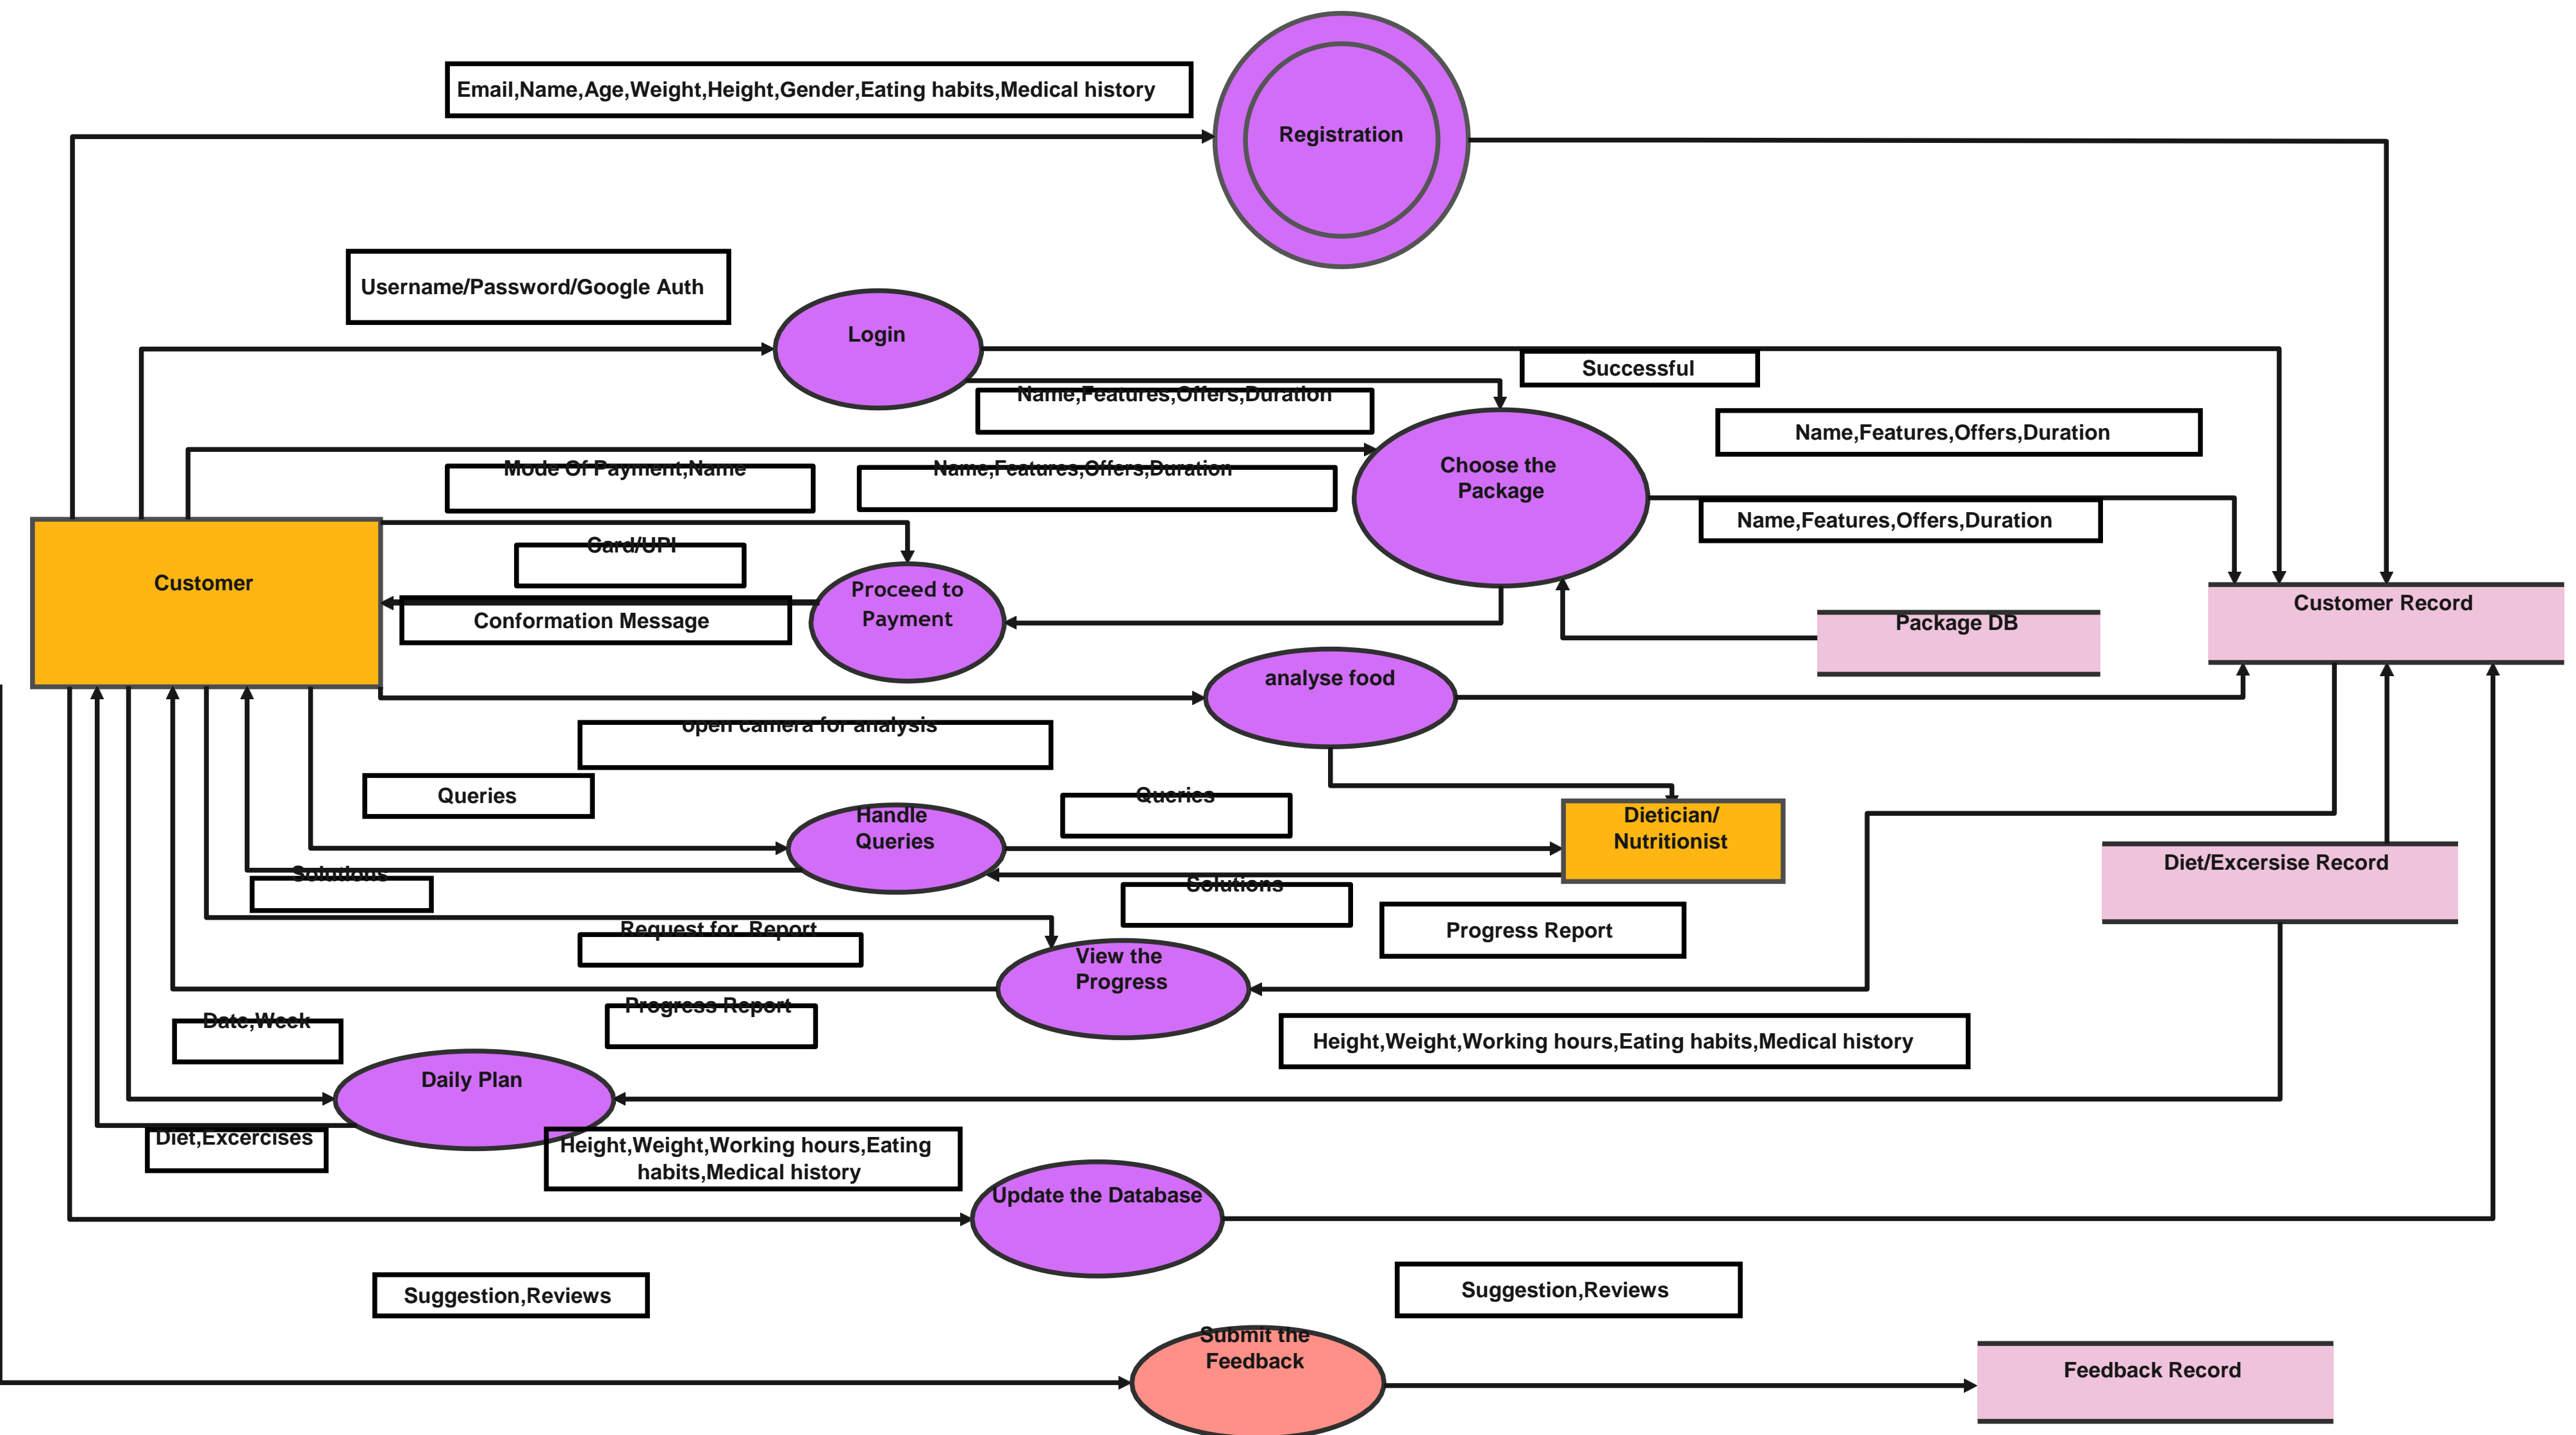 Email,Name,Age,Weight,Height,Gender,Eating habits,Medical history
Registration
Username/Password/Google Auth
Login
Successful
Name,Features,Offers,Duration
Name,Features,Offers,Duration
Mode Of Payment,Name
Name,Features,Offers,Duration
Choose the
Package
Name,Features,Offers,Duration
Card/UPI
Customer
Proceed to
Payment
Conformation Message
Customer Record
Package DB
analyse food
open camera for analysis
Queries
Queries
Handle
Queries
Dietician/
Nutritionist
Diet/Excersise Record
Solutions
Solutions
Request for  Report
Progress Report
View the
Progress
Progress Report
Date,Week
Height,Weight,Working hours,Eating habits,Medical history
Daily Plan
Diet,Excercises
Height,Weight,Working hours,Eating
habits,Medical history
Update the Database
Suggestion,Reviews
Suggestion,Reviews
Submit the
Feedback
Feedback Record